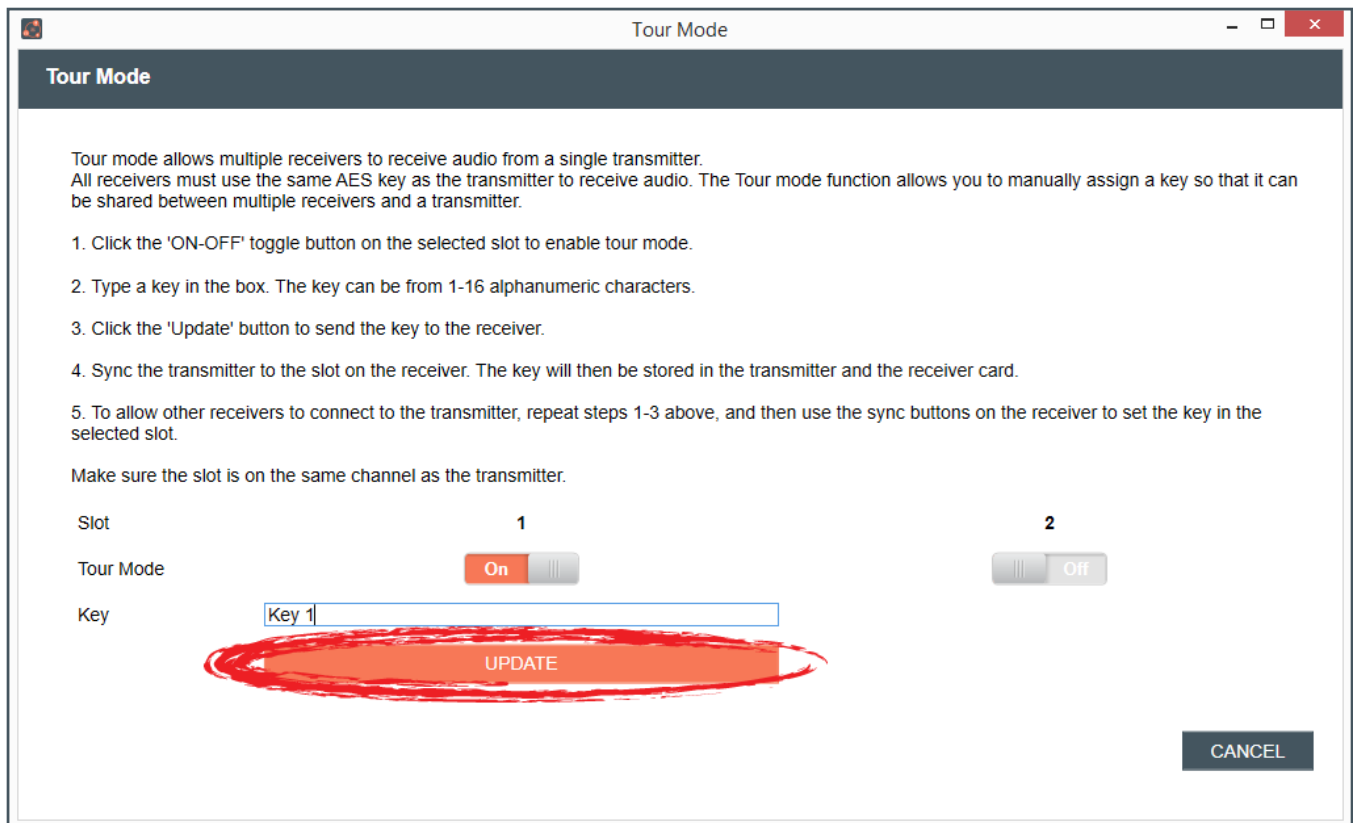 Tour Mode
Tour Mode
Tour mode allows multiple receivers to receive audio from a single transmitter.
All receivers must use the same AES key as the transmitter to receive audio. The Tour mode function allows you to manually assign a key so that it can
be shared between multiple receivers and a transmitter.
1. Click the 'ON-OFF' toggle button on the selected slot to enable tour mode.
2. Type a key in the box. The key can be from 1-16 alphanumeric characters.
3. Click the 'Update' button to send the key to the receiver.
4. Sync the transmitter to the slot on the receiver. The key will then be stored in the transmitter and the receiver card.
5. To allow other receivers to connect to the transmitter, repeat steps 1-3 above, and then use the sync buttons on the receiver to set the key in the
selected slot.
Make sure the slot is on the same channel as the transmitter.
Slot 1 2
Tour Mode On Off
Key Key 1
UPDATE
CANCEL